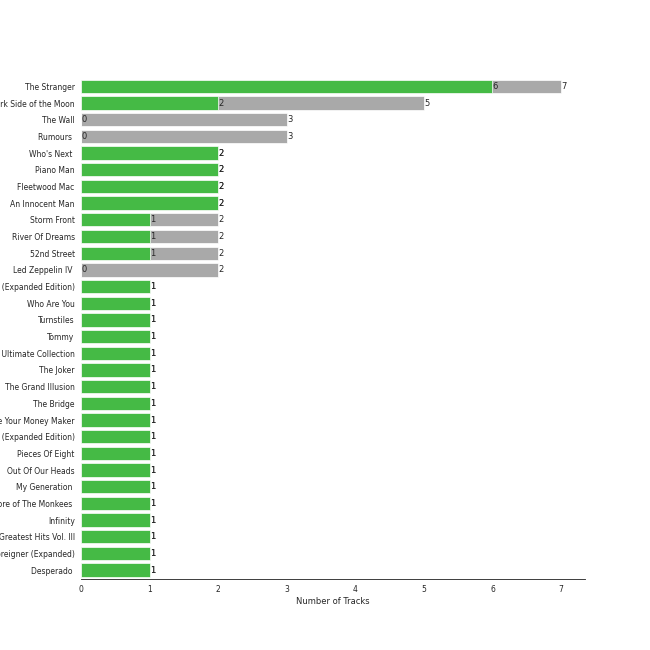 The Stranger 6 7
rk Side of the Moon 2 5
The Wall 0 3
Rumours 0 3
Who's Next 2
Piano Man 2
Fleetwood Mac 2
An Innocent Man 2
Storm Front 1 2
River Of Dreams 1 2
52nd Street 1 2
Led Zeppelin IV 0 2
(Expanded Edition) 1
Who Are You 1
Turnstiles 1
Tommy 1
Ultimate Collection 1
The Joker 1
The Grand Illusion 1
The Bridge 1
e Your Money Maker 1
(Expanded Edition) 1
Pieces Of Eight 1
Out Of Our Heads 1
My Generation 1
ore of The Monkees 1
Infinity 1
Greatest Hits Vol. III 1
reigner (Expanded) 1
Desperado 1
0 1 2 3 4 5 6 7
Number of Tracks